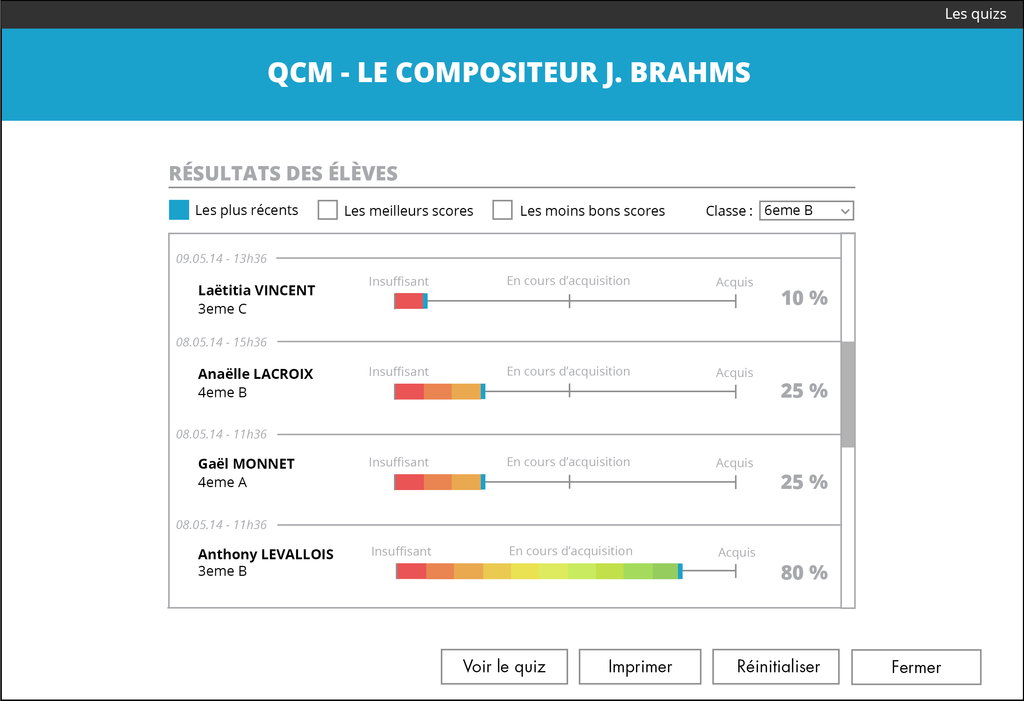 Les quizs
QCM - LE COMPOSITEUR J. BRAHMS
RÉSULTATS DES ÉLÈVES
Les plus récents Les meilleurs scores Les moins bons scores Classe : 6eme B
09.05.14 - 13h36
Insuffisant En cours d'acquisition Acquis
Laëtitia VINCENT
10 %
3eme C
08.05.14 - 15h36
Insuffisant En cours d'acquisition Acquis
Anaëlle LACROIX
25 %
4eme B
08.05.14 - 11h36
Insuffisant En cours d'acquisition Acquis
Gaël MONNET
25 %
4eme A
08.05.14 - 11h36
Insuffisant En cours d'acquisition Acquis
Anthony LEVALLOIS
80 %
3eme B
Voir le quiz Imprimer Réinitialiser Fermer